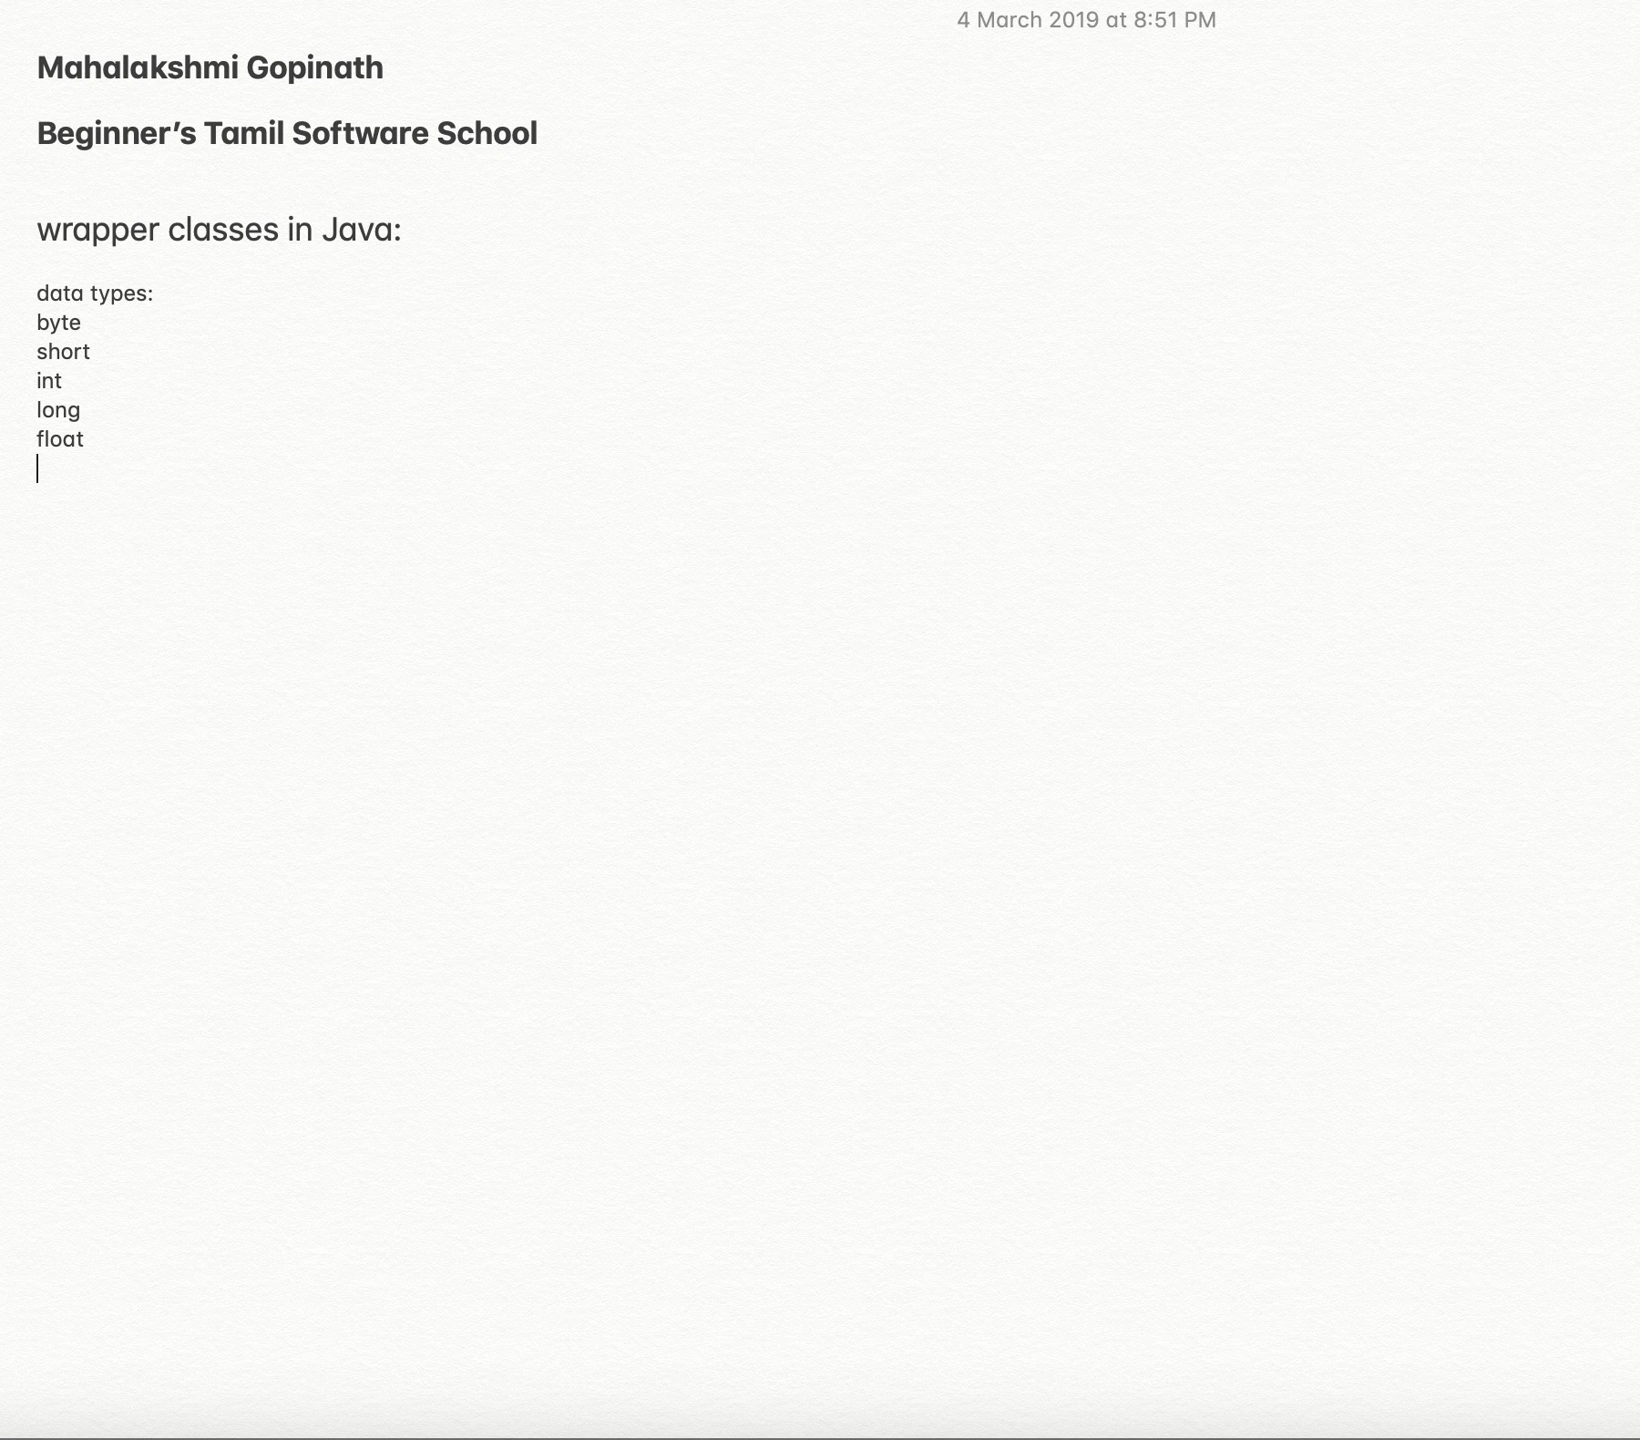 4 March 2019 at 8:51 PM
Mahalakshmi Gopinath
Beginner’s Tamil Software School
wrapper classes in Java:
data types:
byte
short
int
long
float